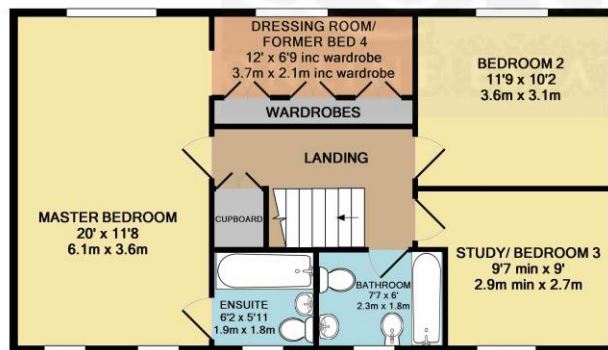 DRESSING ROOM/
FORMER BED 4
12' x 6'9 inc wardrobe
3.7m x 2.1m inc wardrobe
WARDROBES
BEDROOM 2
11'9 x 10'2
3.6m x 3.1m
LANDING
MASTER BEDROOM
20' x 11'8
6.1m x 3.6m
CUPBOARD
STUDY/ BEDROOM 3
9'7 min x 9'
2.9m min x 2.7m
ENSUITE
6'2 x 5'11
1.9m x 1.8m
BATHROOM
7'7 x 6'
2.3m x 1.8m